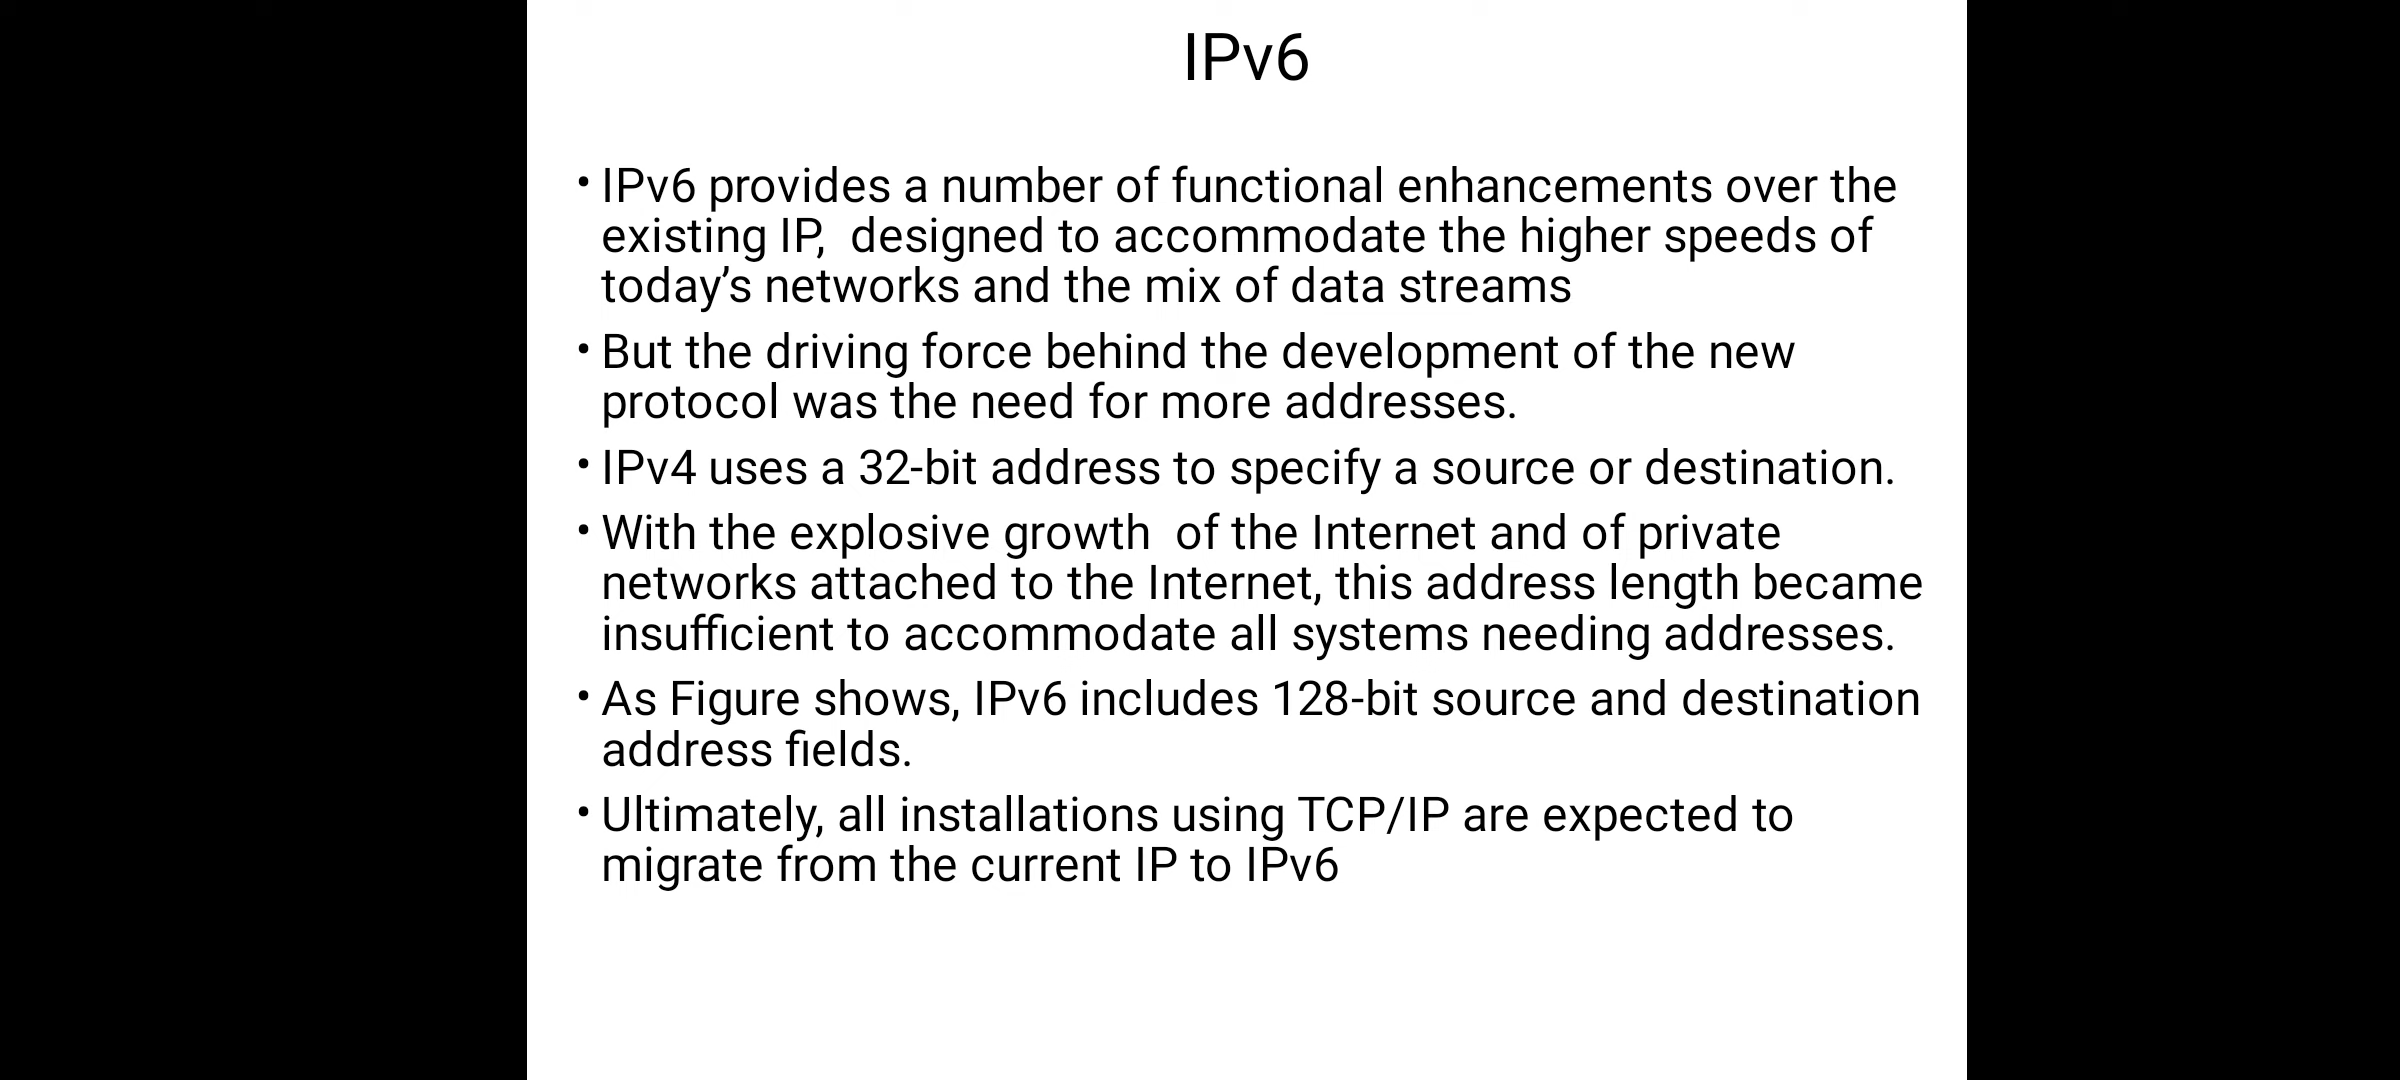 IPv6
• IPv6 provides a number of functional enhancements over the
existing IP,  designed to accommodate the higher speeds of
today’s networks and the mix of data streams
• But the driving force behind the development of the new
protocol was the need for more addresses.
• IPv4 uses a 32-bit address to specify a source or destination.
• With the explosive growth  of the Internet and of private
networks attached to the Internet, this address length became
insufficient to accommodate all systems needing addresses.
• As Figure shows, IPv6 includes 128-bit source and destination
address fields.
• Ultimately, all installations using TCP/IP are expected to
migrate from the current IP to IPv6